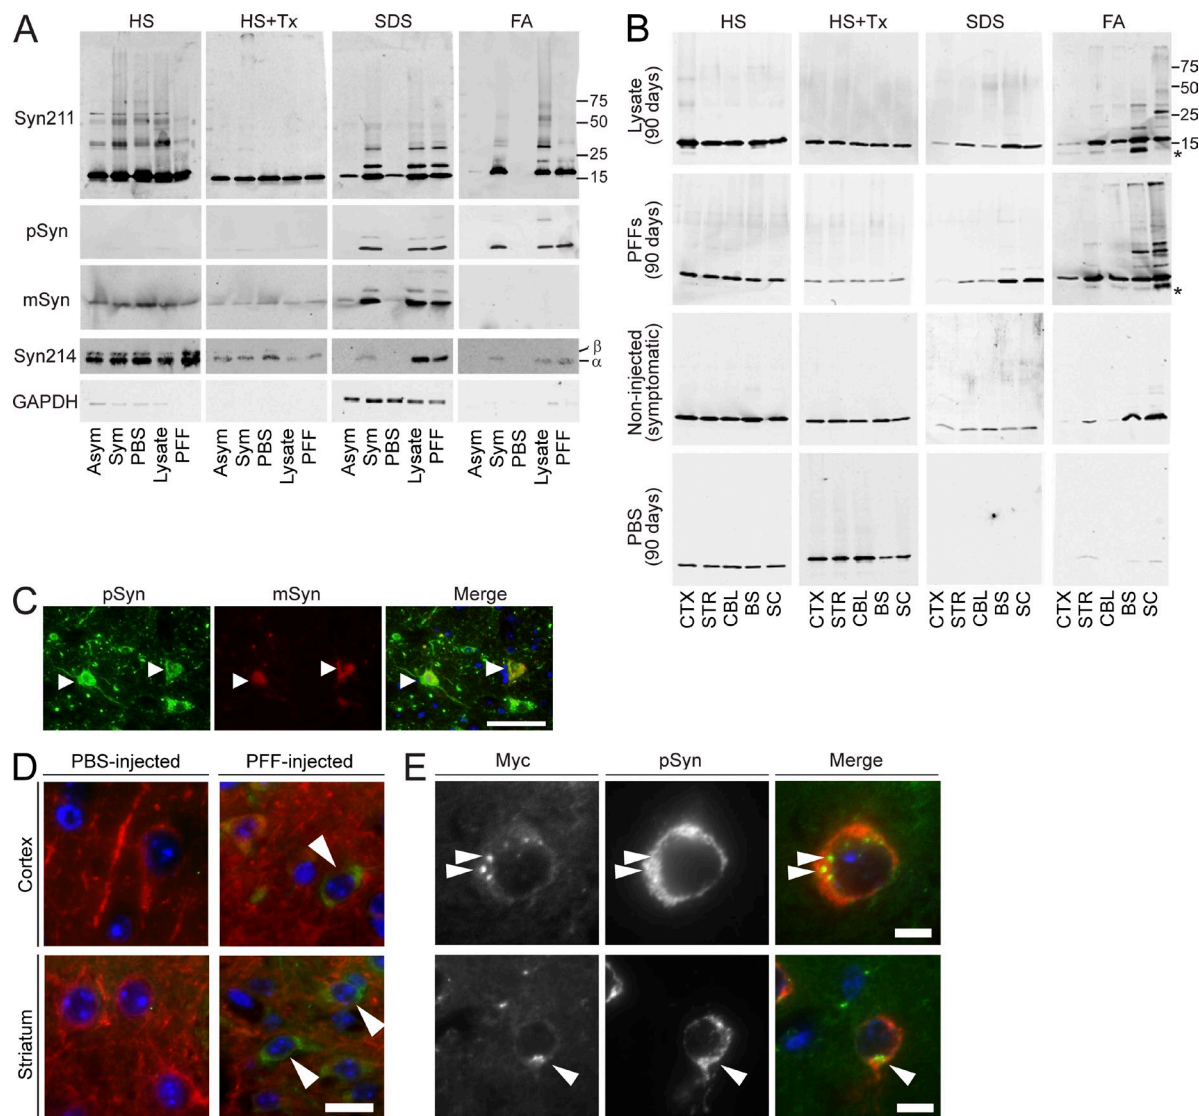 A
HS
HS+Tx
SDS
FA
Syn211
75
50
25
15
pSyn
mSyn
Syn214
β
α
GAPDH
Asym
Sym
PBS
Lysate
PFF
Asym
Sym
PBS
Lysate
PFF
Asym
Sym
PBS
Lysate
PFF
Asym
Sym
PBS
Lysate
PFF
B
HS
HS+Tx
SDS
FA
Lysate
(90 days)
75
50
25
15
*
PFFs
(90 days)
*
Non-injected
(symptomatic)
PBS
(90 days)
CTX
STR
CBL
BS
SC
CTX
STR
CBL
BS
SC
CTX
STR
CBL
BS
SC
CTX
STR
CBL
BS
SC
C
pSyn
mSyn
Merge
D
PBS-injected
PFF-injected
Cortex
Striatum
E
Myc
pSyn
Merge